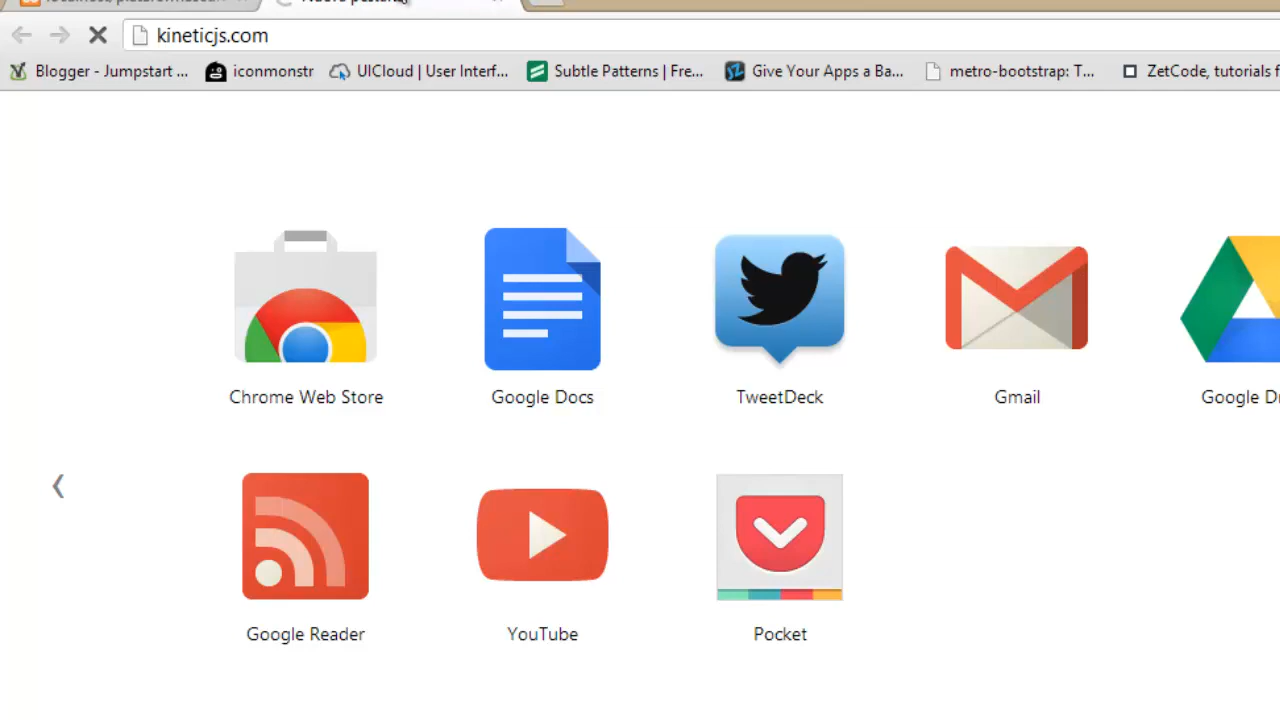 kineticjs.com
Blogger - Jumpstart ... iconmonstr UICloud | User Interf... Subtle Patterns | Fre... Give Your Apps a Ba... metro-bootstrap: T... ZetCode, tutorials f
Chrome Web Store Google Docs TweetDeck Gmail Google Dr
Google Reader YouTube Pocket